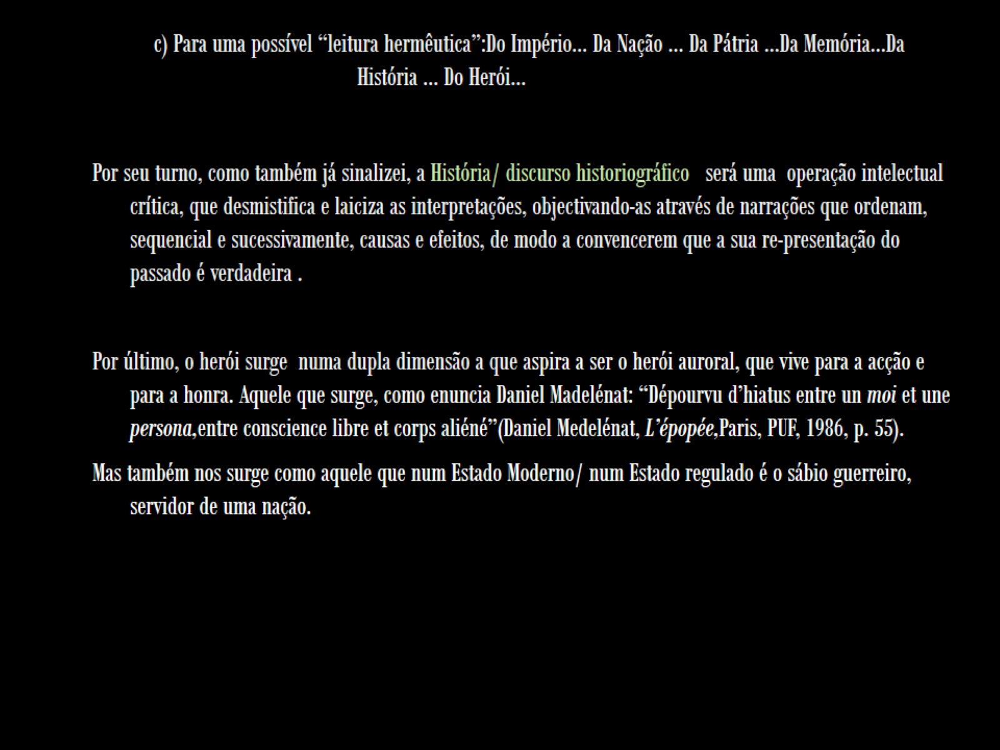 c) Para uma possível “leitura hermêutica”:Do Império... Da Nação ... Da Pátria ...Da Memória...Da
História ... Do Herói...
Por seu turno, como também já sinalizei, a História/ discurso historiográfico será uma operação intelectual
crítica, que desmistifica e laiciza as interpretações, objectivando-as através de narrações que ordenam,
sequencial e sucessivamente, causas e efeitos, de modo a convencerem que a sua re-presentação do
passado é verdadeira .
Por último, o herói surge numa dupla dimensão a que aspira a ser o herói auroral, que vive para a acção e
para a honra. Aquele que surge, como enuncia Daniel Madelénat: “Dépourvu d’hiatus entre un moi et une
persona,entre conscience libre et corps aliéné”(Daniel Medelénat, L’épopée,Paris, PUF, 1986, p. 55).
Mas também nos surge como aquele que num Estado Moderno/ num Estado regulado é o sábio guerreiro,
servidor de uma nação.